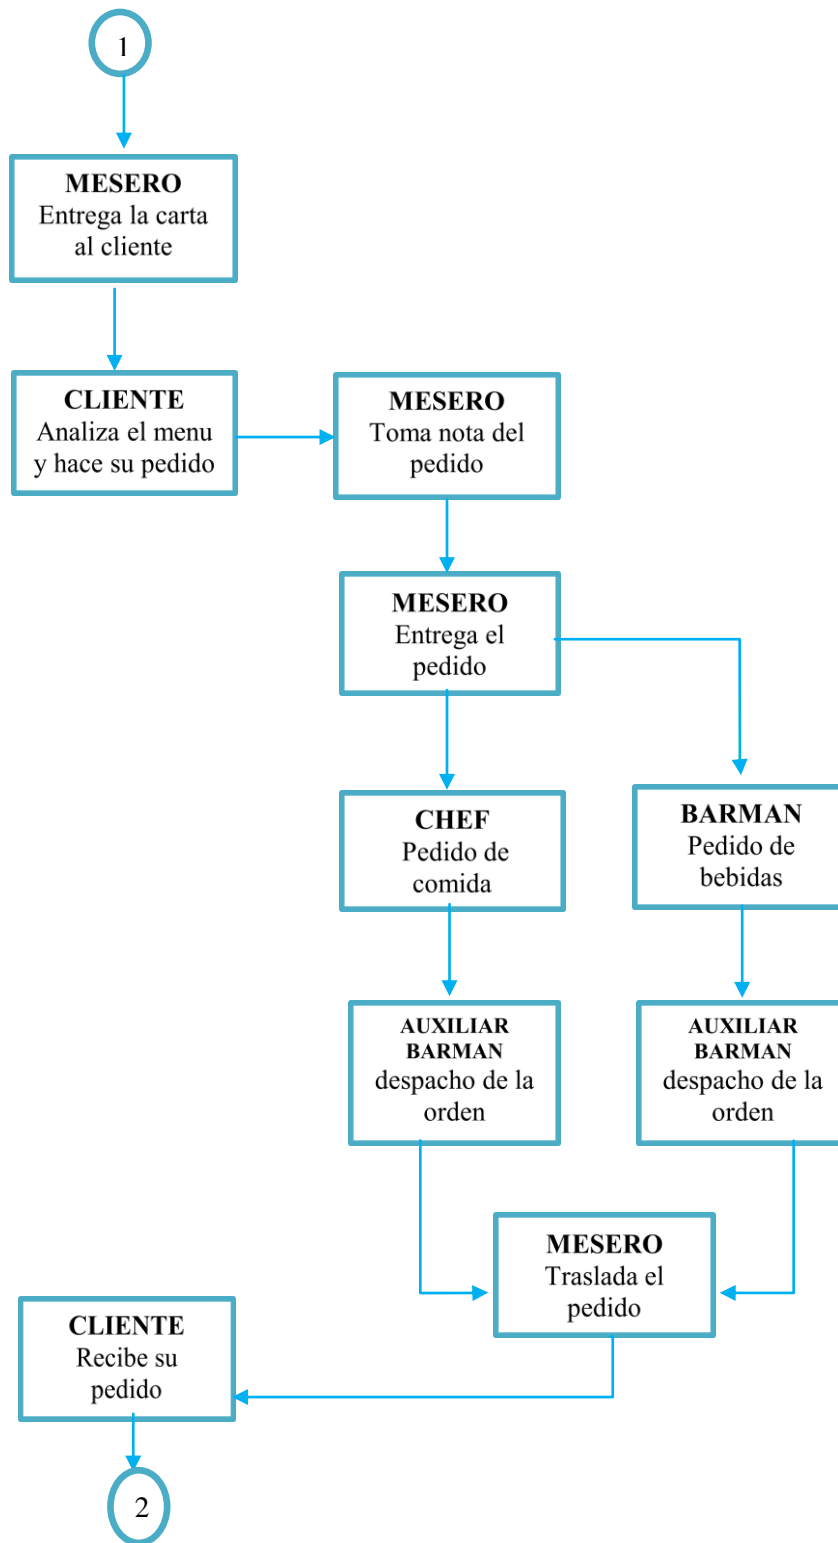 1
MESERO
Entrega la carta
al cliente
CLIENTE
Analiza el menu
y hace su pedido
MESERO
Toma nota del
pedido
MESERO
Entrega el
pedido
CHEF
Pedido de
comida
BARMAN
Pedido de
bebidas
AUXILIAR
BARMAN
despacho de la
orden
AUXILIAR
BARMAN
despacho de la
orden
MESERO
Traslada el
pedido
CLIENTE
Recibe su
pedido
2